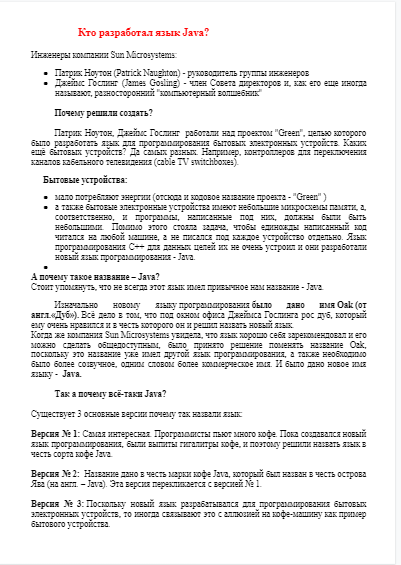 Кто разработал язык Java?
Инженеры компании Sun Microsystems:
• Патрик Ноутон (Patrick Naughton) - руководитель группы инженеров
• Джеймс Гослинг (James Gosling) - член Совета директоров и, как его еще иногда
называют, разносторонний "компьютерный волшебник"
Почему решили создать?
Патрик Ноутон, Джеймс Гослинг работали над проектом "Green", целью которого
было разработать язык для программирования бытовых электронных устройств. Каких
ещё бытовых устройств? Да самых разных. Например, контроллеров для переключения
каналов кабельного телевидения (cable TV switchboxes).
Бытовые устройства:
• мало потребляют энергии (отсюда и кодовое название проекта - "Green" )
• а также бытовые электронные устройства имеют небольшие микросхемы памяти, а,
соответственно, и программы, написанные под них, должны были быть
небольшими. Помимо этого стояла задача, чтобы единожды написанный код
читался на любой машине, а не писался под каждое устройство отдельно. Язык
программирования С++ для данных целей их не очень устроил и они разработали
новый язык программирования - Java.
•
А почему такое название – Java?
Стоит упомянуть, что не всегда этот язык имел привычное нам название - Java.
Изначально новому языку программирования было дано имя Oak (от
англ.«Дуб»). Всё дело в том, что под окном офиса Джеймса Гослинга рос дуб, который
ему очень нравился и в честь которого он и решил назвать новый язык.
Когда же компания Sun Microsystems увидела, что язык хорошо себя зарекомендовал и его
можно сделать общедоступным, было принято решение поменять название Oak,
поскольку это название уже имел другой язык программирования, а также необходимо
было более созвучное, одним словом более коммерческое имя. И было дано новое имя
языку - Java.
Так а почему всё-таки Java?
Существует 3 основные версии почему так назвали язык:
Версия № 1: Самая интересная. Программисты пьют много кофе. Пока создавался новый
язык программирования, были выпиты гигалитры кофе, и поэтому решили назвать язык в
честь сорта кофе Java.
Версия № 2: Название дано в честь марки кофе Java, который был назван в честь острова
Ява (на англ. – Java). Эта версия перекликается с версией № 1.
Версия № 3: Поскольку новый язык разрабатывался для программирования бытовых
электронных устройств, то иногда связывают это с аллюзией на кофе-машину как пример
бытового устройства.